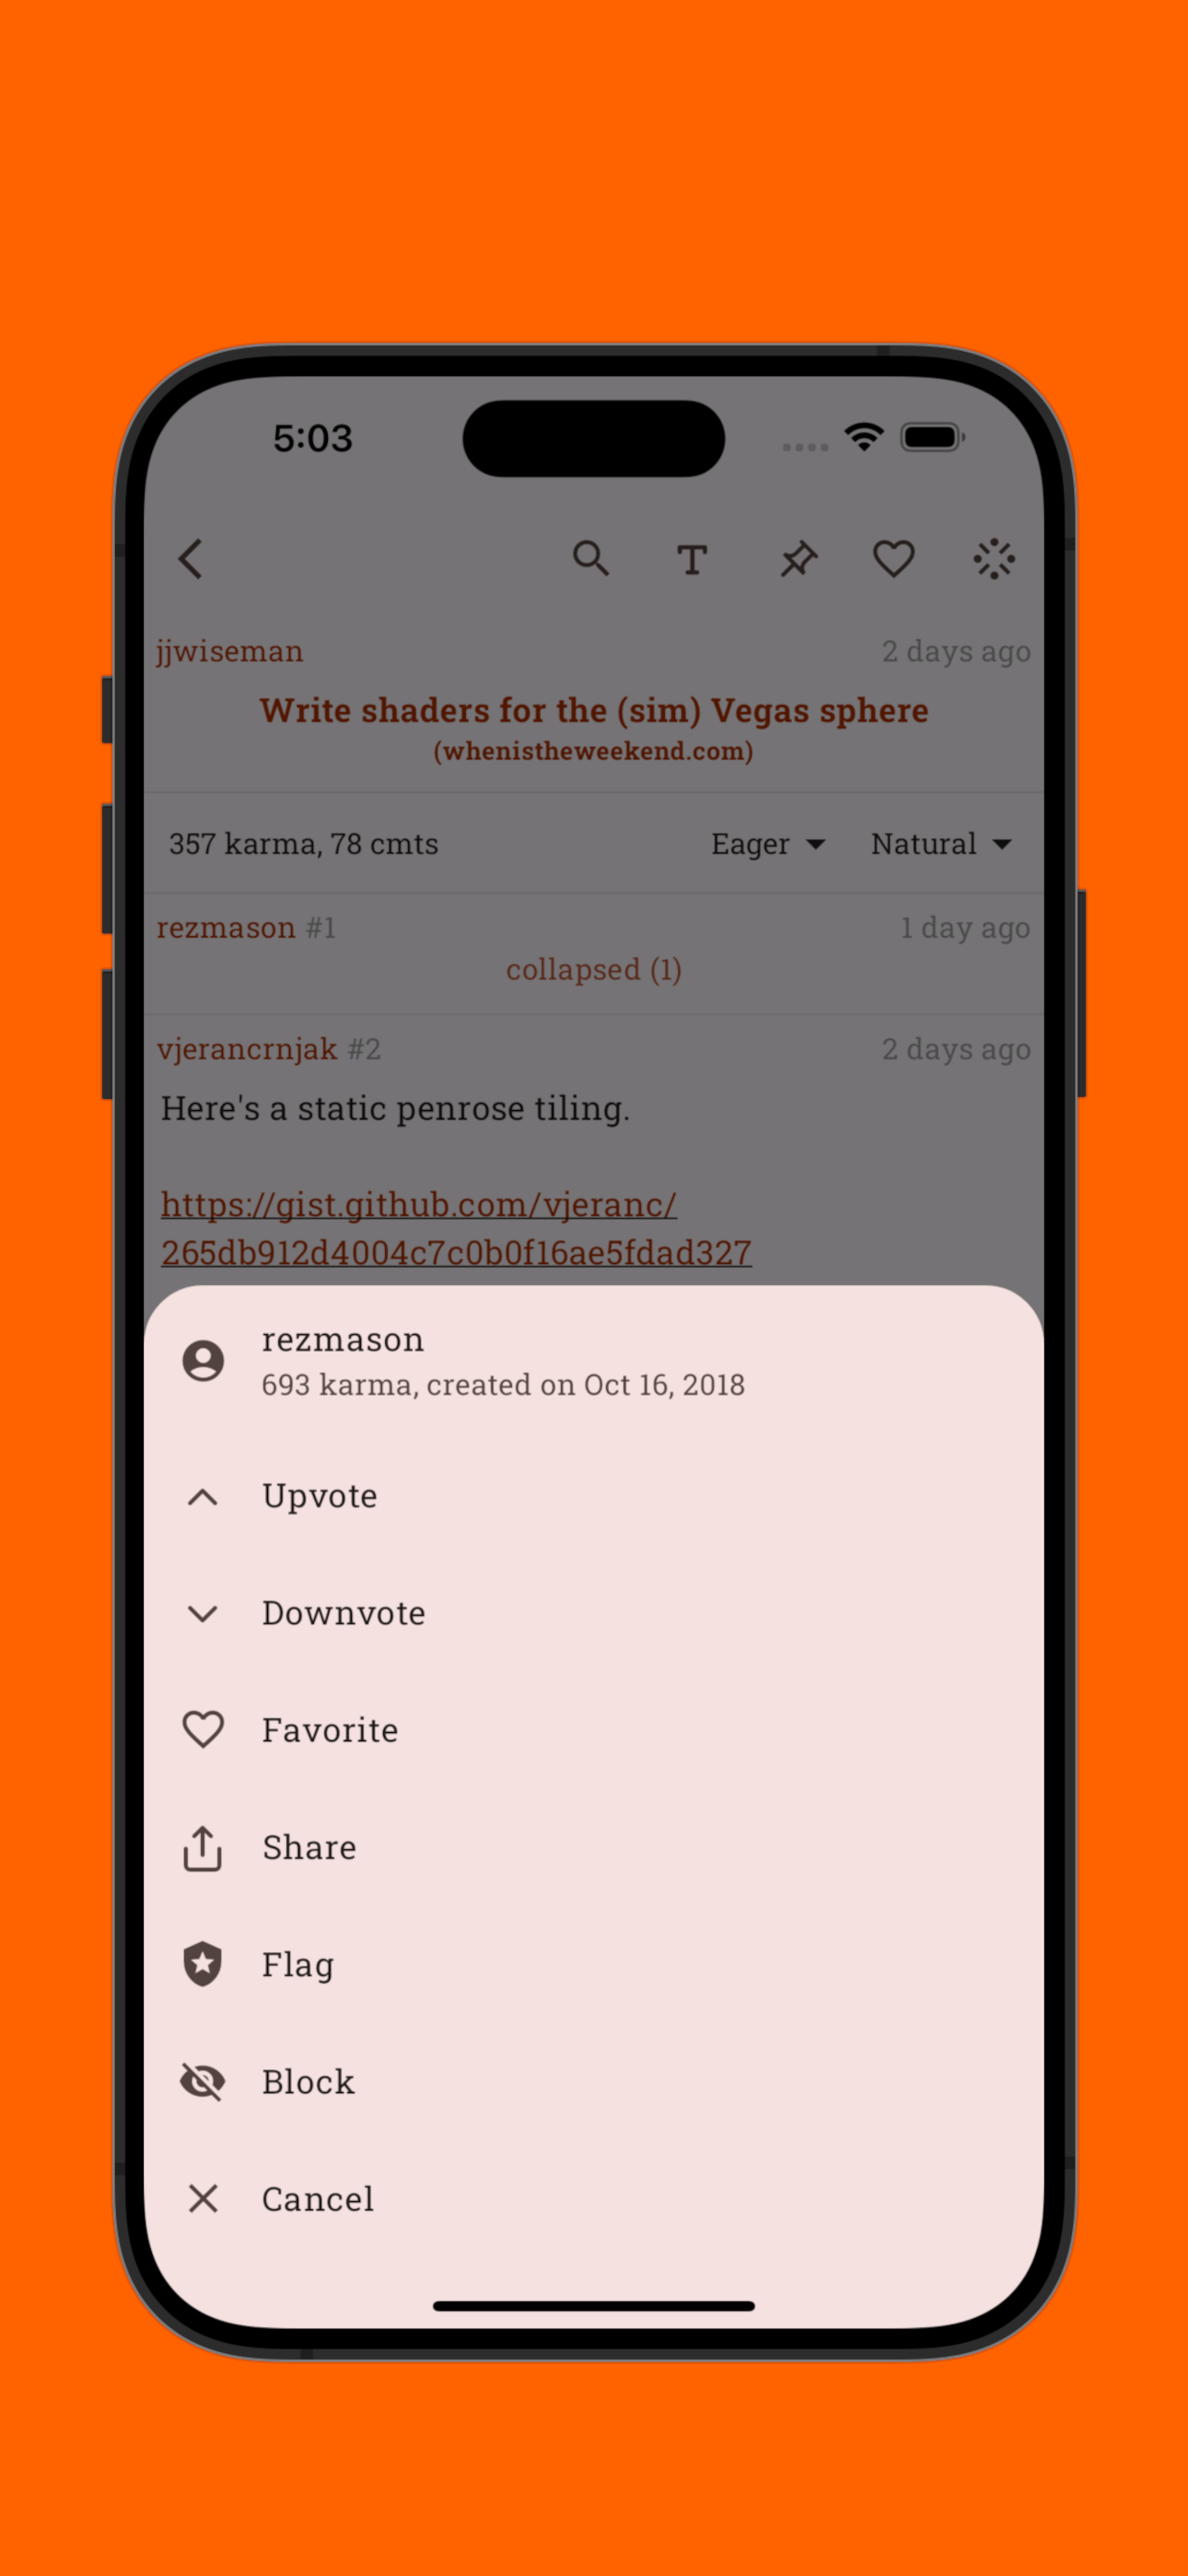 5:03
jjwiseman 2 days ago
Write shaders for the (sim) Vegas sphere
(whenistheweekend.com)
357 karma, 78 cmts Eager Natural
rezmason #1 1 day ago
collapsed (1)
vjerancrnjak #2 2 days ago
Here's a static penrose tiling.
https://gist.github.com/vjeranc/
265db912d4004c7c0b0f16ae5fdad327
rezmason
693 karma, created on Oct 16, 2018
Upvote
Downvote
Favorite
Share
Flag
Block
Cancel